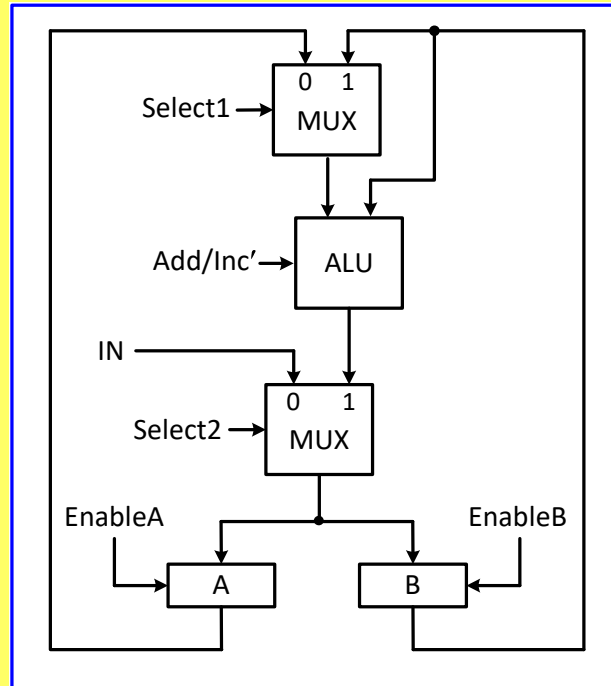 0 1
Select1
MUX
Add/Inc′
ALU
IN
0 1
Select2
MUX
EnableA
EnableB
A
B